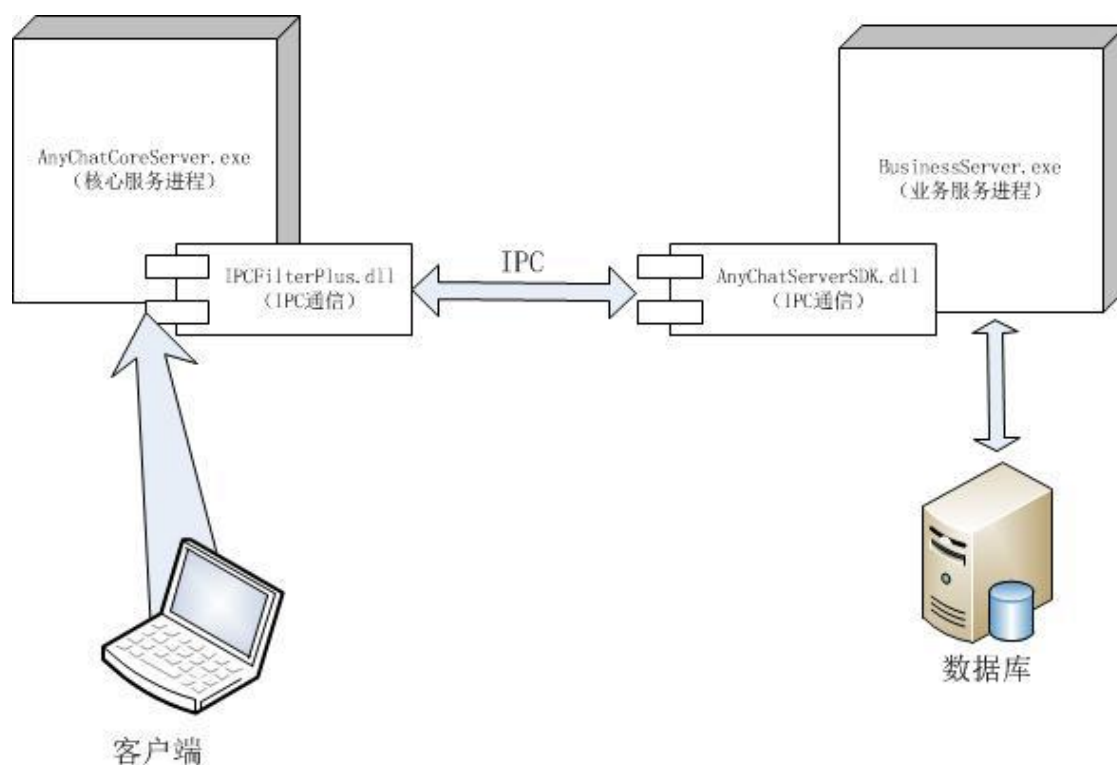 AnyChatCoreServer.exe
（核心服务进程）
BusinessServer.exe
（业务服务进程）
IPCFilterPlus.dll
（IPC通信）
IPC
AnyChatServerSDK.dll
（IPC通信）
数据库
客户端